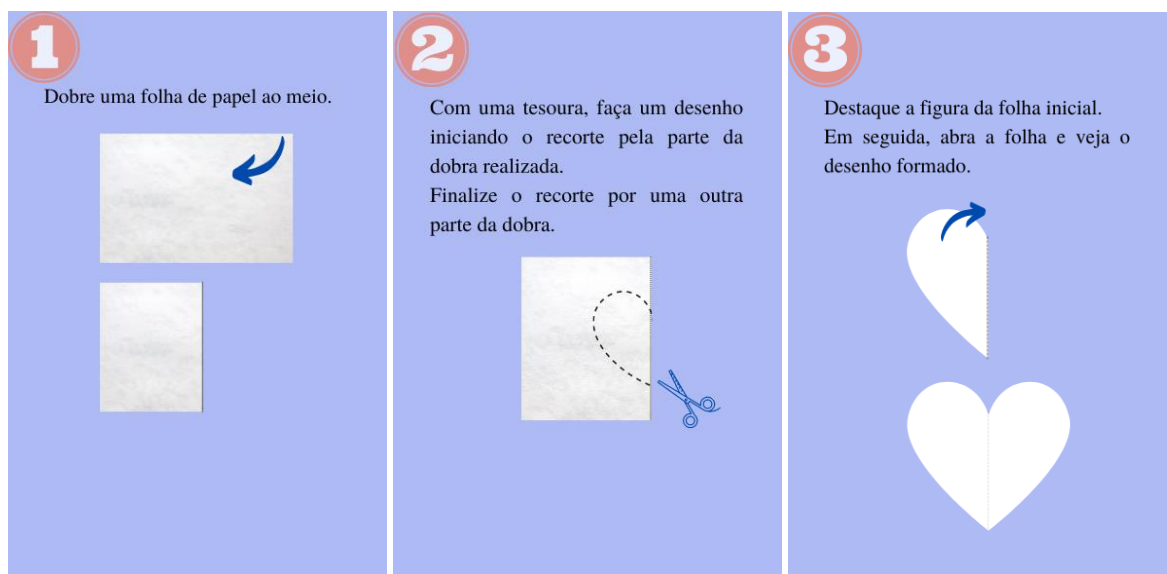 1
Dobre uma folha de papel ao meio.
2
Com uma tesoura, faça um desenho
iniciando o recorte pela parte da
dobra realizada.
Finalize o recorte por uma outra
parte da dobra.
3
Destaque a figura da folha inicial.
Em seguida, abra a folha e veja o
desenho formado.